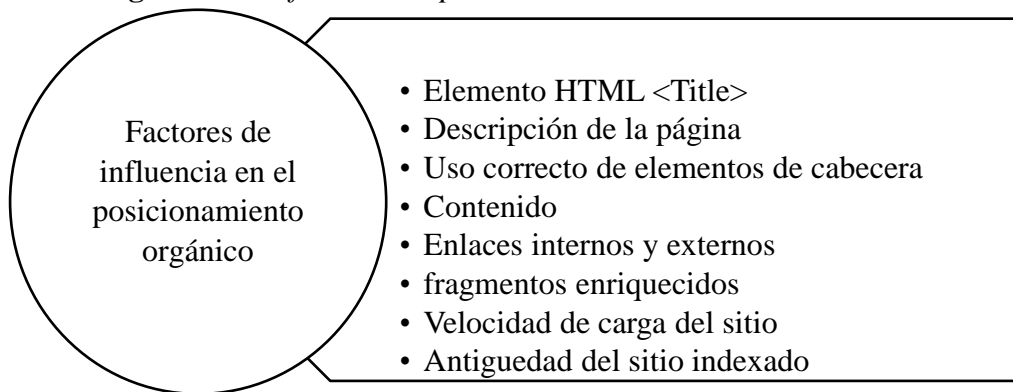 Factores de
influencia en el
posicionamiento
orgánico
• Elemento HTML <Title>
• Descripción de la página
• Uso correcto de elementos de cabecera
• Contenido
• Enlaces internos y externos
• fragmentos enriquecidos
• Velocidad de carga del sitio
• Antiguedad del sitio indexado